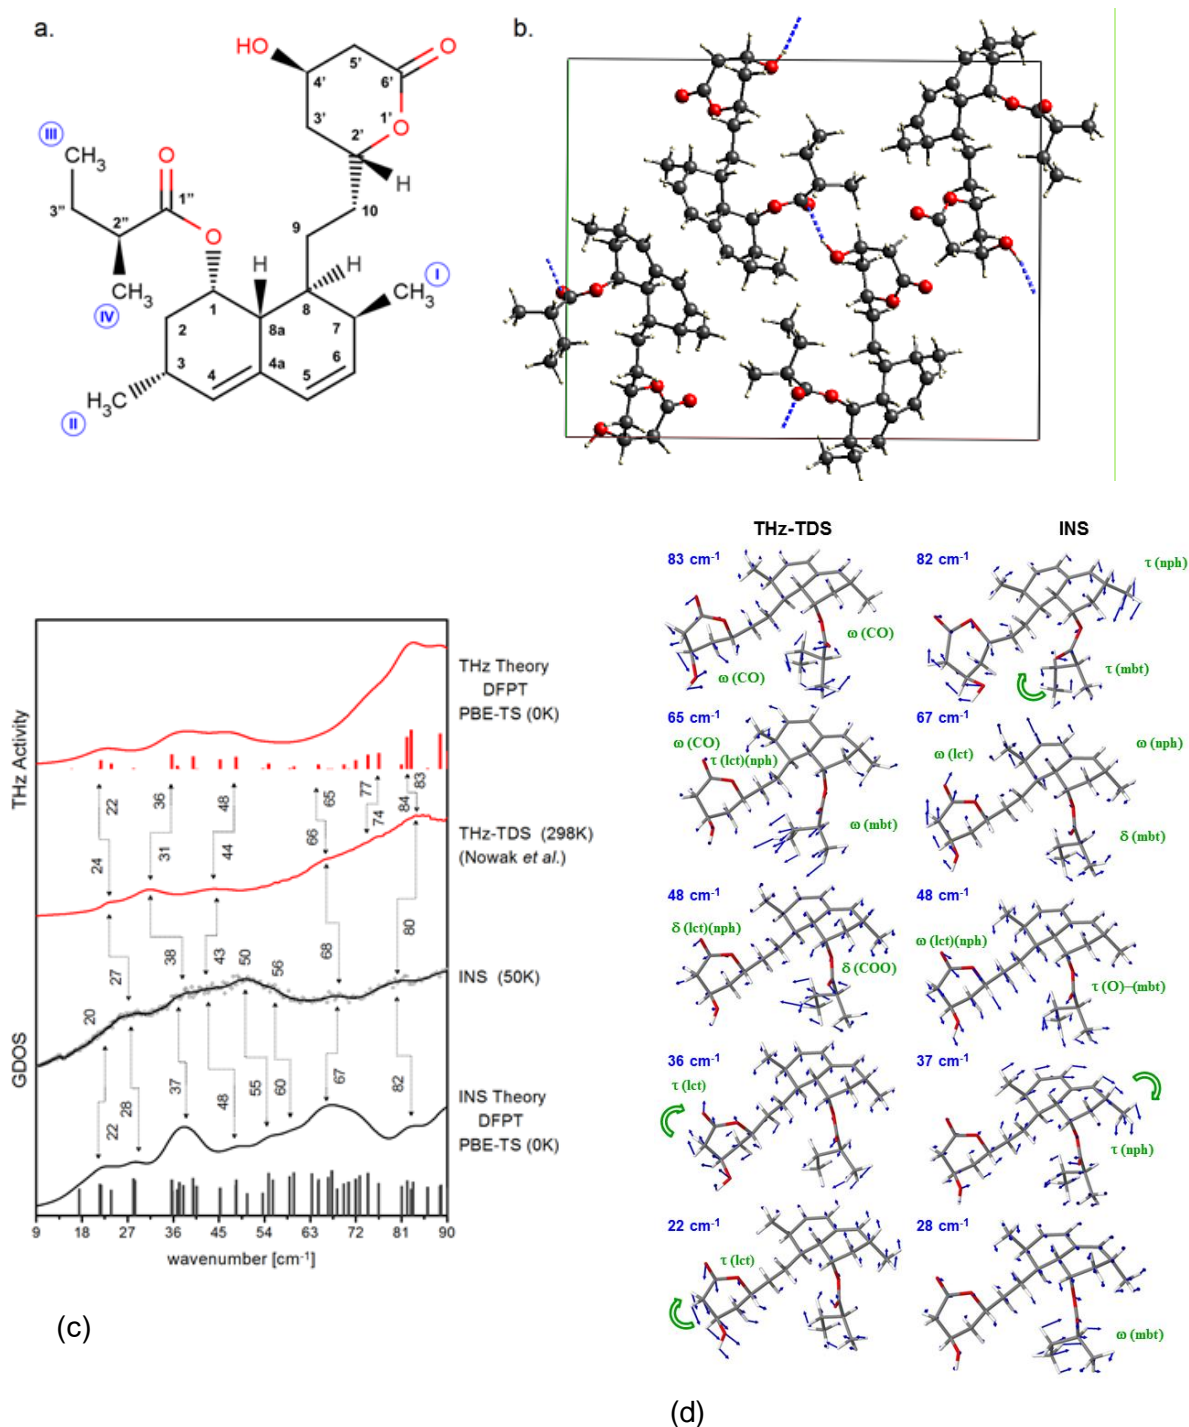 a.
HO
O
5'
4'
6'
3'
1'
O
2'
III
CH₃
O
H
1''
10
3''
2''
O
9
H
H
I
CH₃
IV
CH₃
1
8
2
8a
7
3
4a
6
4
5
H₃C
II
b.
THz Activity
GDOS
THz Theory
DFPT
PBE-TS (0K)
22
36
48
65
77
84
83
24
31
44
66
74
THz-TDS (298K)
(Nowak et al.)
27
38
43
50
56
68
80
INS (50K)
20
22
28
37
48
55
60
67
82
INS Theory
DFPT
PBE-TS (0K)
9 18 27 36 45 54 63 72 81 90
wavenumber [cm⁻¹]
(c)
THz-TDS INS
83 cm⁻¹
ω (CO)
ω (CO)
82 cm⁻¹
τ (nph)
τ (mbt)
65 cm⁻¹
ω (CO)
τ (lct)(nph)
ω (mbt)
67 cm⁻¹
ω (lct)
ω (nph)
δ (mbt)
48 cm⁻¹
δ (lct)(nph)
δ (COO)
48 cm⁻¹
ω (lct)(nph)
τ (O)–(mbt)
36 cm⁻¹
τ (lct)
37 cm⁻¹
τ (nph)
22 cm⁻¹
τ (lct)
28 cm⁻¹
ω (mbt)
(d)